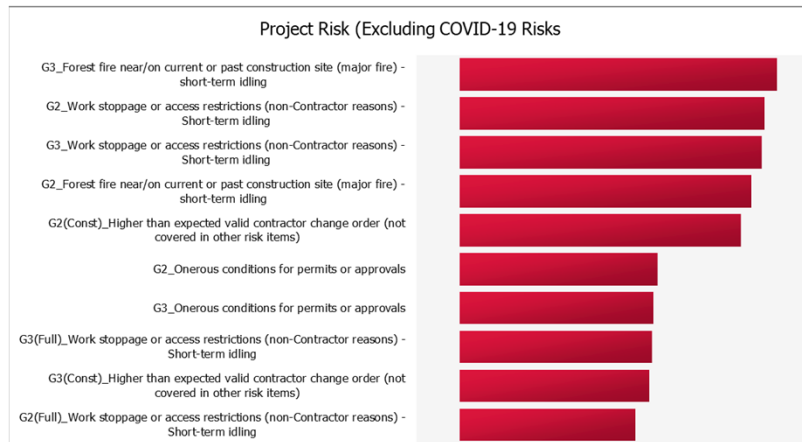 Project Risk (Excluding COVID-19 Risks
G3_Forest fire near/on current or past construction site (major fire) -
short-term idling
G2_Work stoppage or access restrictions (non-Contractor reasons) -
Short-term idling
G3_Work stoppage or access restrictions (non-Contractor reasons) -
Short-term idling
G2_Forest fire near/on current or past construction site (major fire) -
short-term idling
G2(Const)_Higher than expected valid contractor change order (not
covered in other risk items)
G2_Onerous conditions for permits or approvals
G3_Onerous conditions for permits or approvals
G3(Full)_Work stoppage or access restrictions (non-Contractor reasons) -
Short-term idling
G3(Const)_Higher than expected valid contractor change order (not
covered in other risk items)
G2(Full)_Work stoppage or access restrictions (non-Contractor reasons) -
Short-term idling